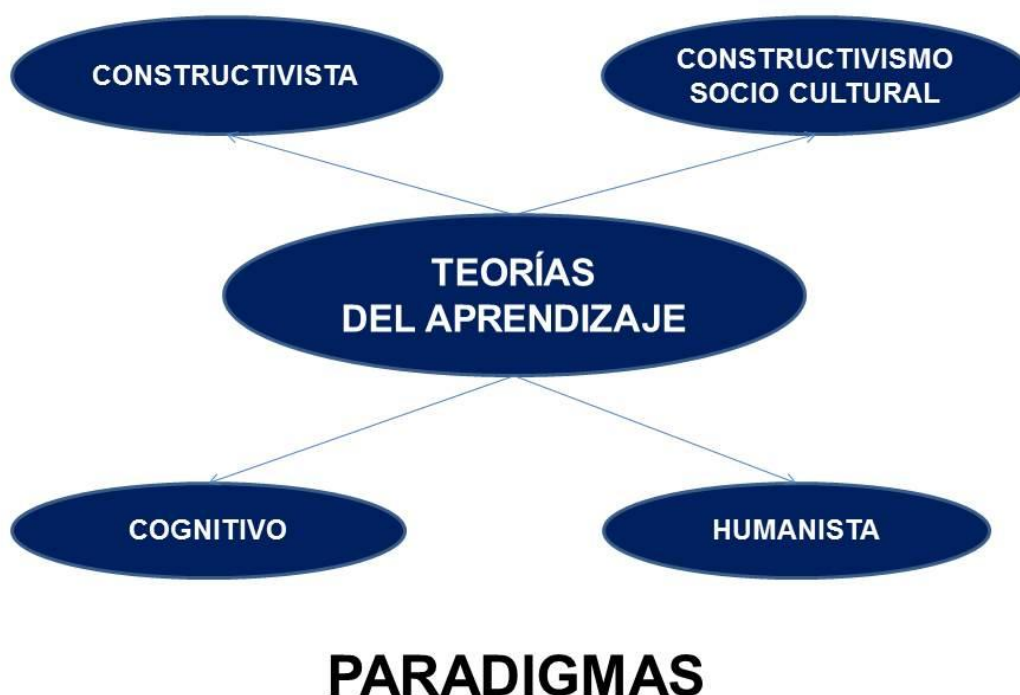 CONSTRUCTIVISTA
CONSTRUCTIVISMO
SOCIO CULTURAL
TEORÍAS
DEL APRENDIZAJE
COGNITIVO
HUMANISTA
PARADIGMAS